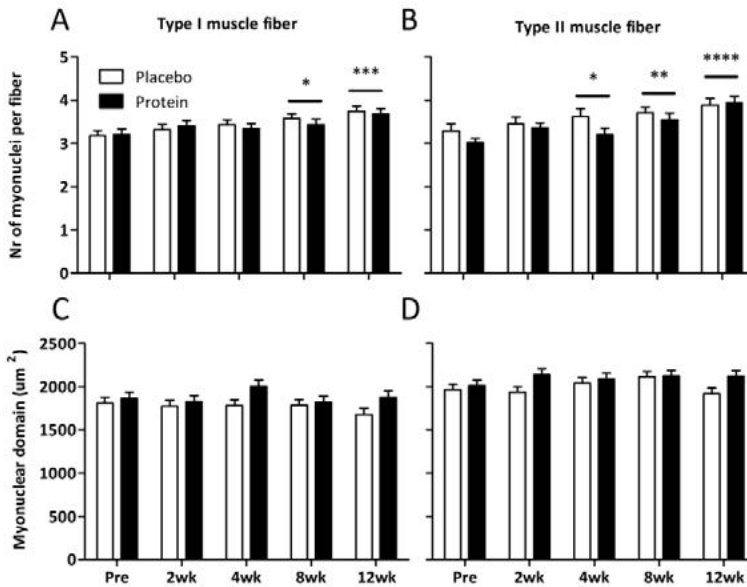 A
Type I muscle fiber
B
Type II muscle fiber
Nr of myonuclei per fiber
5
4
3
2
1
0
Placebo
Protein
*
***
*
**
****
C
D
Myonuclear domain (um²)
2500
2000
1500
1000
500
0
Pre 2wk 4wk 8wk 12wk
Pre 2wk 4wk 8wk 12wk